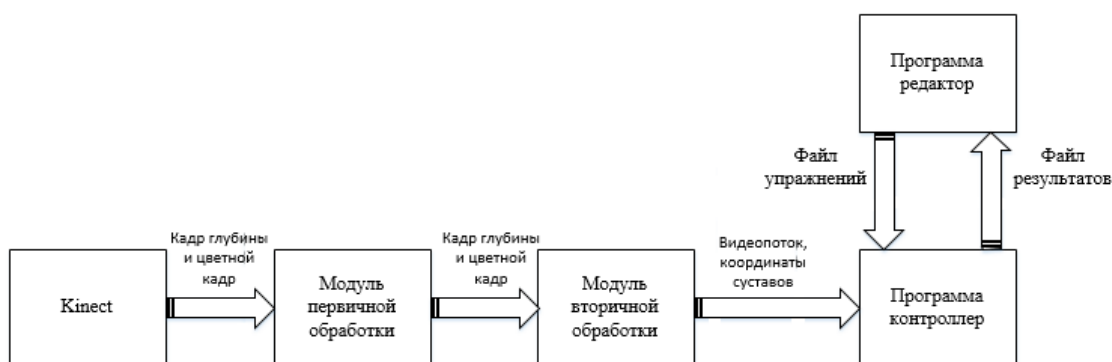 Программа
редактор
Файл
упражнений
Файл
результатов
Кадр глубины
и цветной
кадр
Кадр глубины
и цветной
кадр
Видеопоток,
координаты
суставов
Kinect
Модуль
первичной
обработки
Модуль
вторичной
обработки
Программа
контроллер